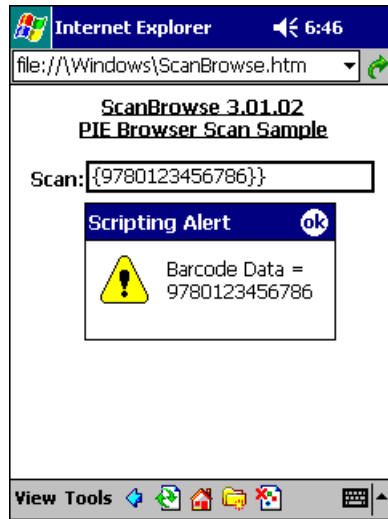 Internet Explorer 6:46
file://\Windows\ScanBrowse.htm
ScanBrowse 3.01.02
PIE Browser Scan Sample
Scan: {9780123456786}}
Scripting Alert ok
Barcode Data =
9780123456786
View Tools